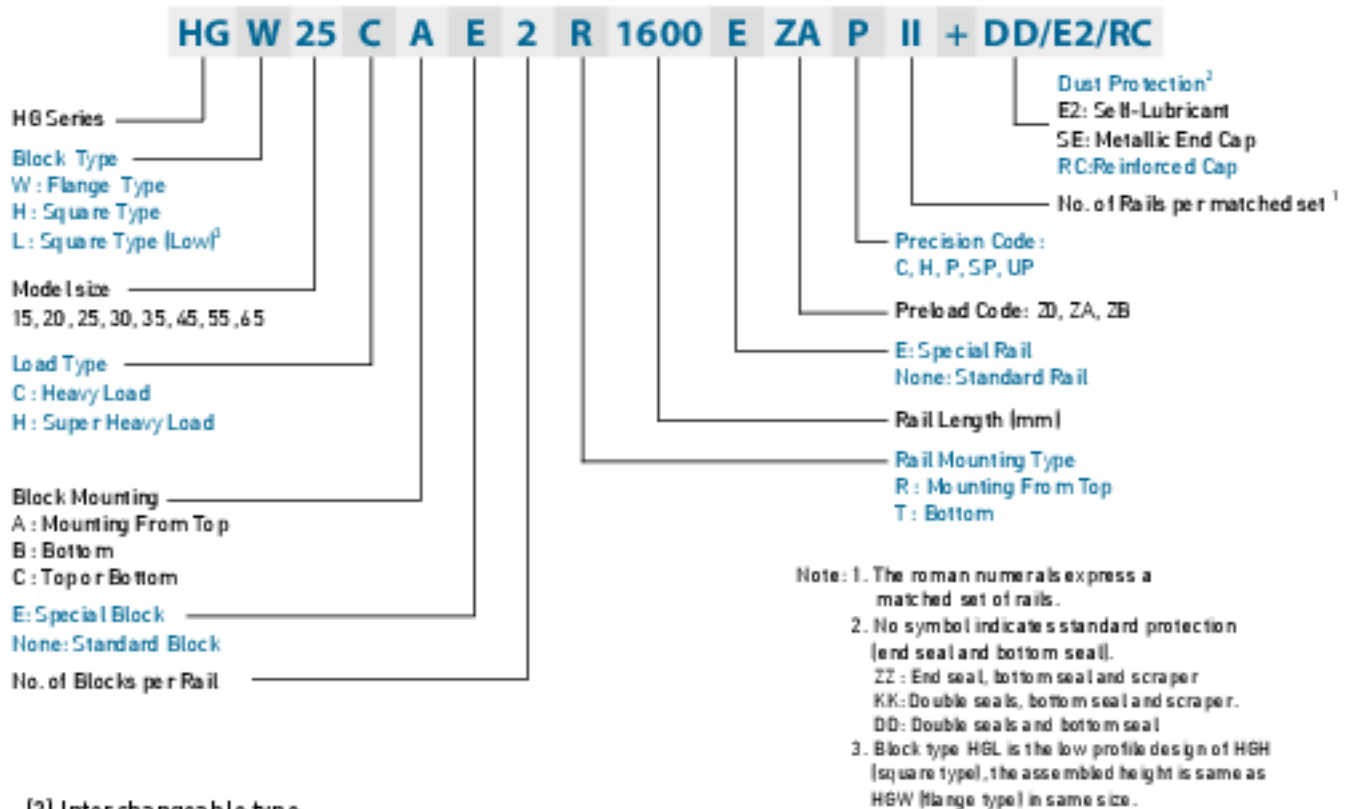 HG W 25 C A E 2 R 1600 E ZA P II + DD/E2/RC
HG Series
Block Type
W : Flange Type
H : Square Type
L : Square Type (Low)3
Model size
15, 20, 25, 30, 35, 45, 55, 65
Load Type
C : Heavy Load
H : Super Heavy Load
Block Mounting
A : Mounting From Top
B : Bottom
C : Top or Bottom
E: Special Block
None: Standard Block
No. of Blocks per Rail
Dust Protection2
E2: Self-Lubricant
SE: Metallic End Cap
RC:Reinforced Cap
No. of Rails per matched set 1
Precision Code :
C, H, P, SP, UP
Preload Code: Z0, ZA, ZB
E: Special Rail
None: Standard Rail
Rail Length (mm)
Rail Mounting Type
R : Mounting From Top
T : Bottom
Note: 1. The roman numerals express a
matched set of rails.
2. No symbol indicates standard protection
(end seal and bottom seal).
ZZ : End seal, bottom seal and scraper
KK: Double seals, bottom seal and scraper.
DD: Double seals and bottom seal
3. Block type HGL is the low profile design of HGH
(square type), the assembled height is same as
HGW (flange type) in same size.
(2) Interchangeable type